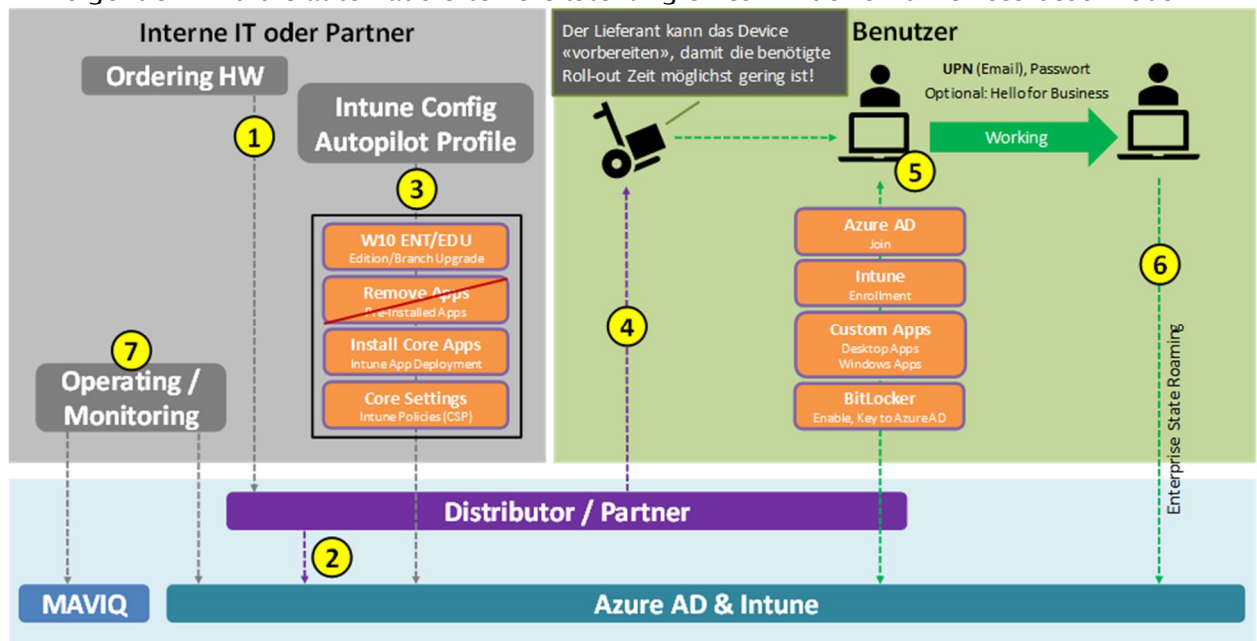 Interne IT oder Partner
Ordering HW
1
Intune Config
Autopilot Profile
3
W10 ENT/EDU
Edition/Branch Upgrade
Remove Apps
Pre-Installed Apps
Install Core Apps
Intune App Deployment
Core Settings
Intune Policies (CSP)
7
Operating /
Monitoring
Der Lieferant kann das Device
«vorbereiten», damit die benötigte
Roll-out Zeit möglichst gering ist!
Benutzer
UPN (Email), Passwort
Optional: Hello for Business
Working
5
4
Azure AD
Join
Intune
Enrollment
Custom Apps
Desktop Apps
Windows Apps
BitLocker
Enable, Key to AzureAD
6
Enterprise State Roaming
Distributor / Partner
2
MAVIQ
Azure AD & Intune